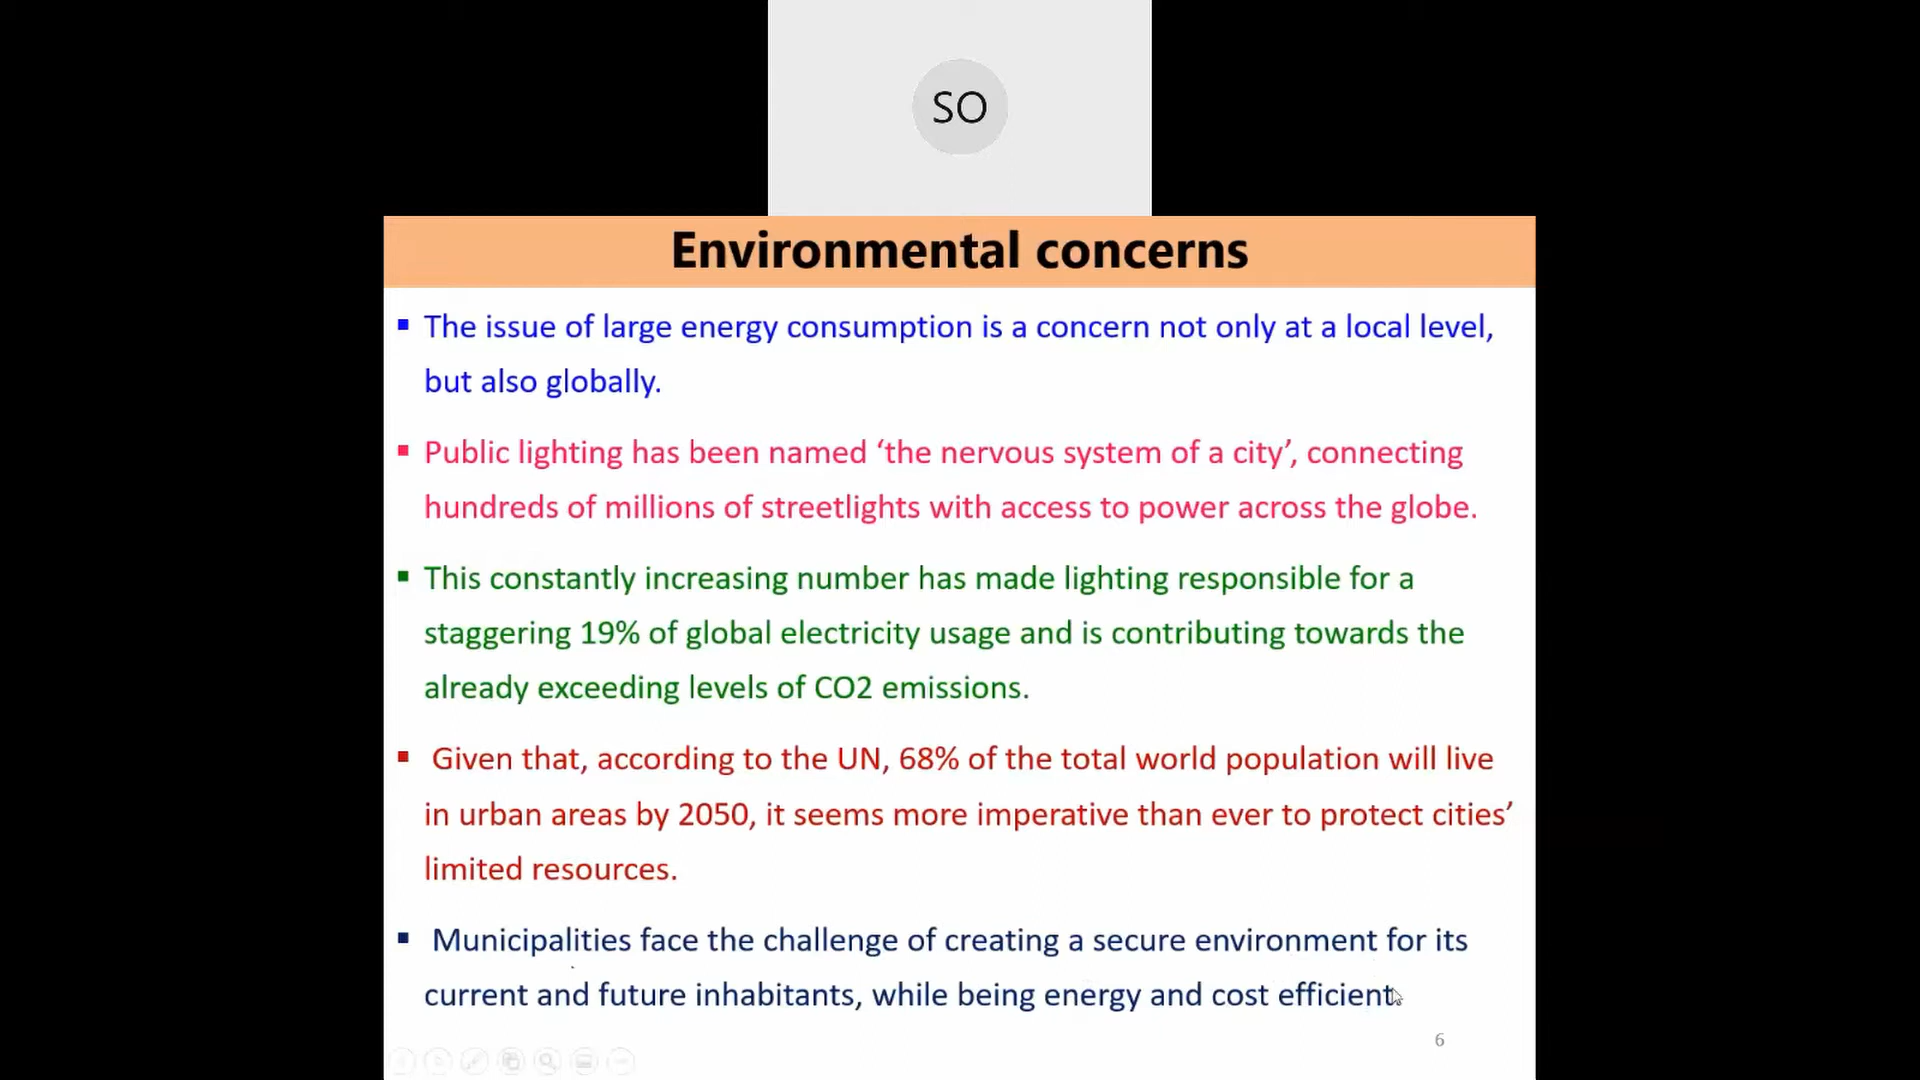 SO
Environmental concerns
▪ The issue of large energy consumption is a concern not only at a local level,
but also globally.
▪ Public lighting has been named ‘the nervous system of a city’, connecting
hundreds of millions of streetlights with access to power across the globe.
▪ This constantly increasing number has made lighting responsible for a
staggering 19% of global electricity usage and is contributing towards the
already exceeding levels of CO2 emissions.
▪ Given that, according to the UN, 68% of the total world population will live
in urban areas by 2050, it seems more imperative than ever to protect cities’
limited resources.
▪ Municipalities face the challenge of creating a secure environment for its
current and future inhabitants, while being energy and cost efficient.
6